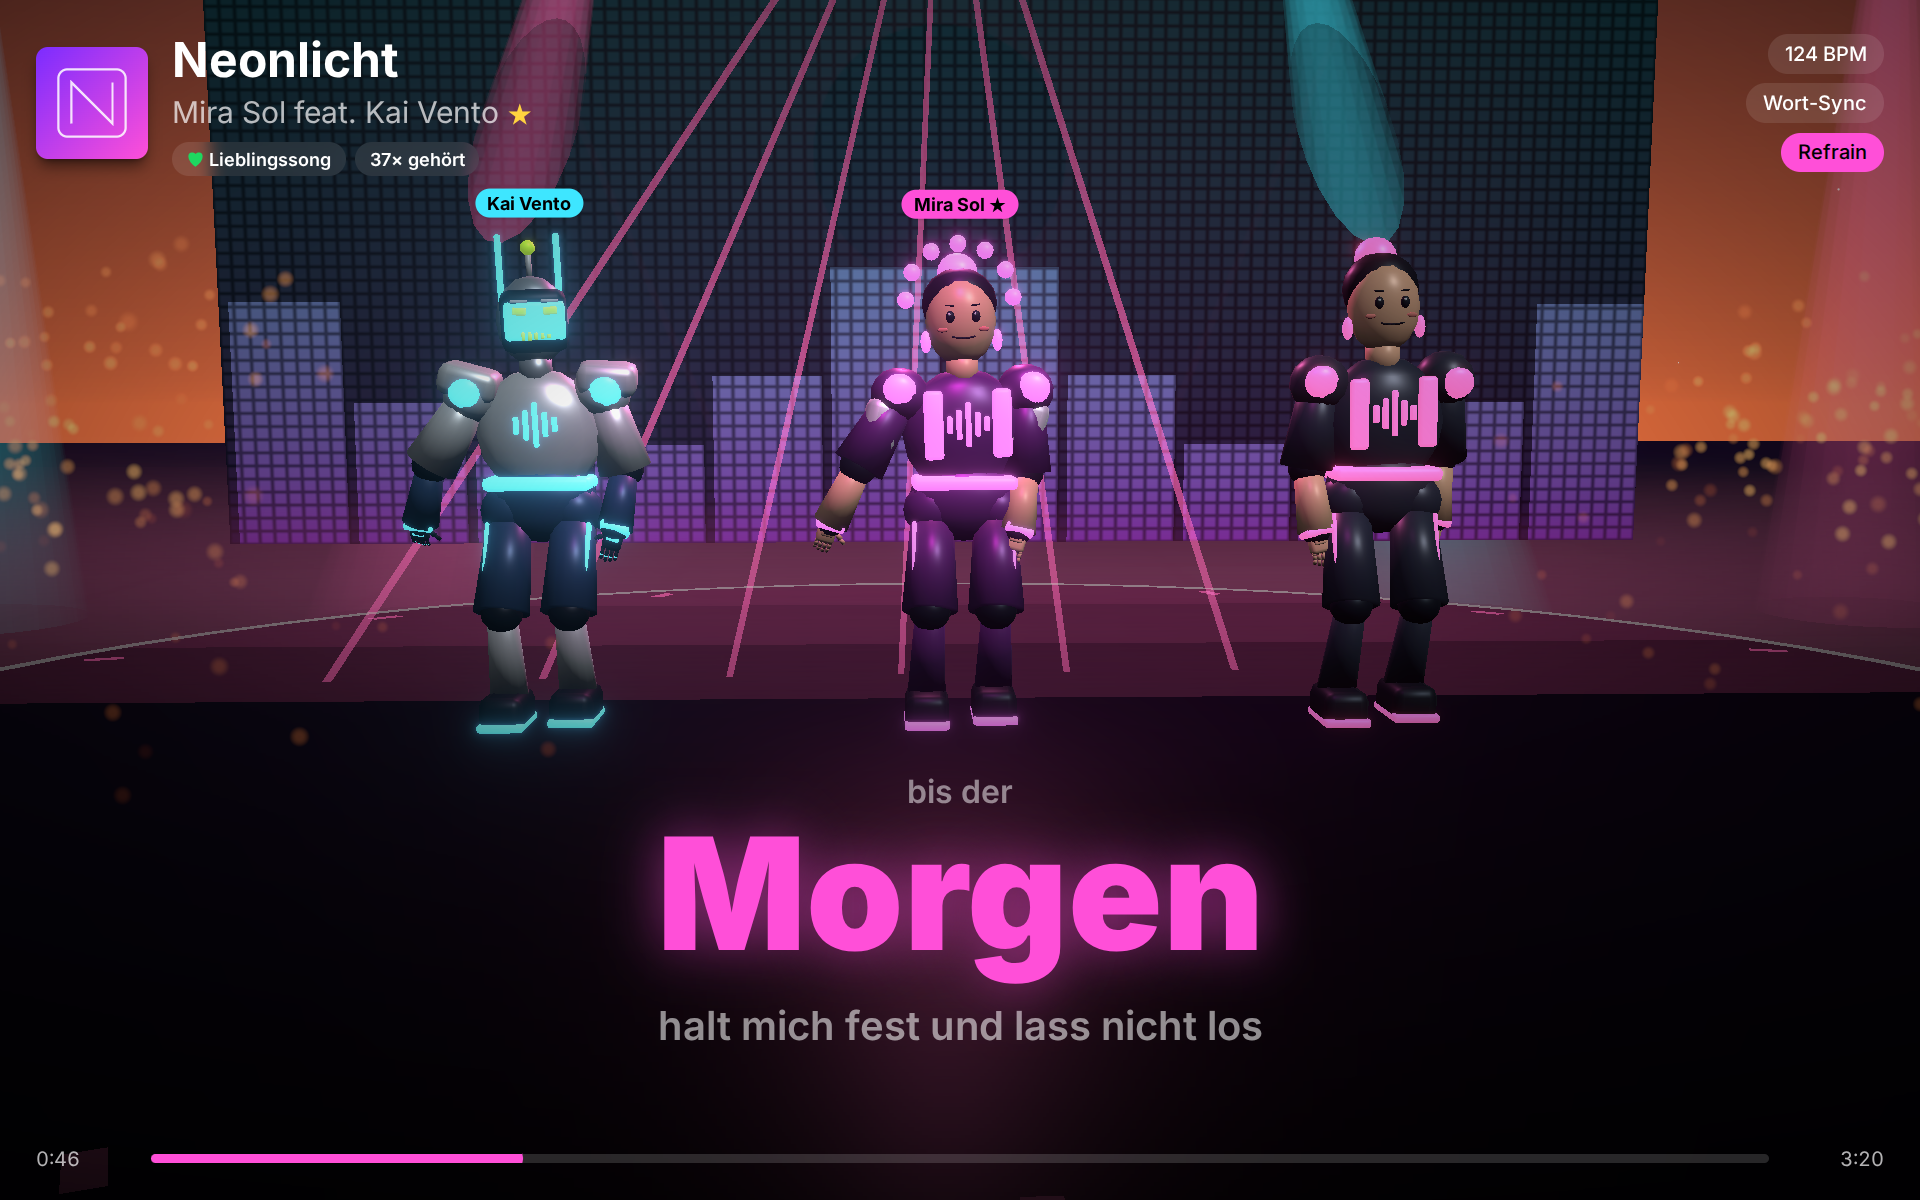 Neonlicht
Mira Sol feat. Kai Vento ★
Lieblingssong
37× gehört
124 BPM
Wort-Sync
Refrain
Kai Vento
Mira Sol ★
bis der
Morgen
halt mich fest und lass nicht los
0:46
3:20